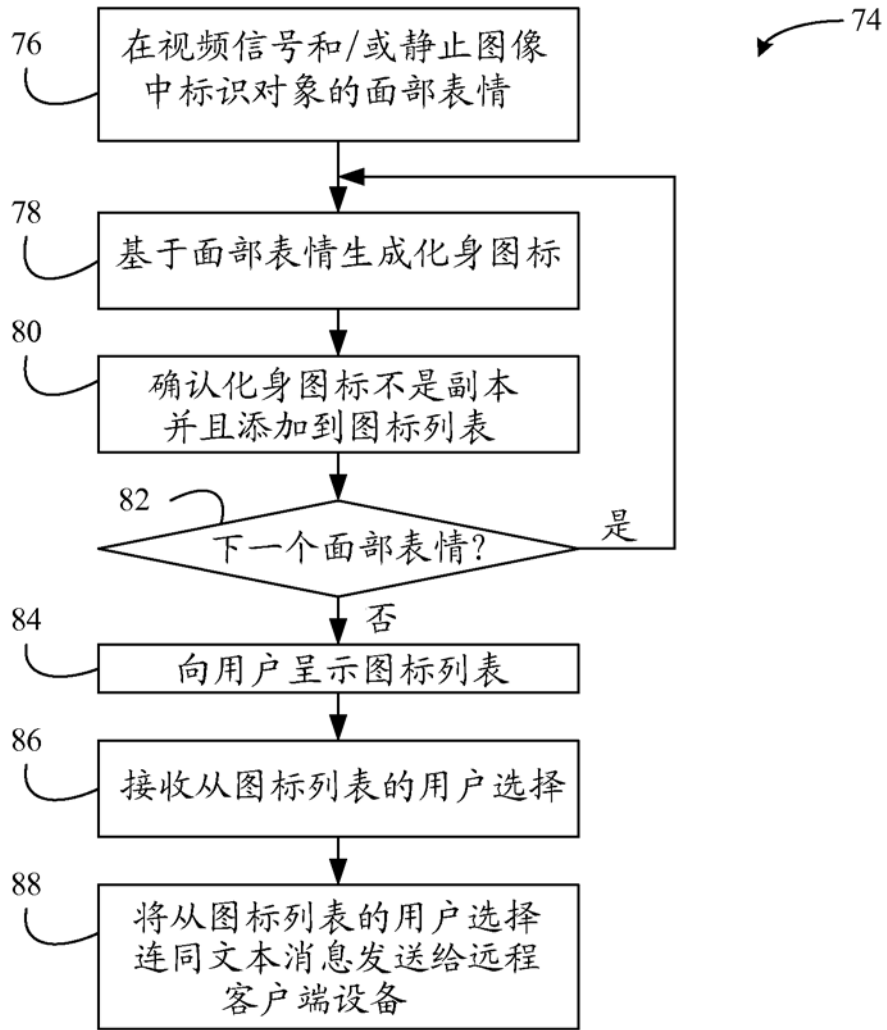 74
76
在视频信号和/或静止图像
中标识对象的面部表情
78
基于面部表情生成化身图标
80
确认化身图标不是副本
并且添加到图标列表
82
下一个面部表情?
是
否
84
向用户呈示图标列表
86
接收从图标列表的用户选择
88
将从图标列表的用户选择
连同文本消息发送给远程
客户端设备